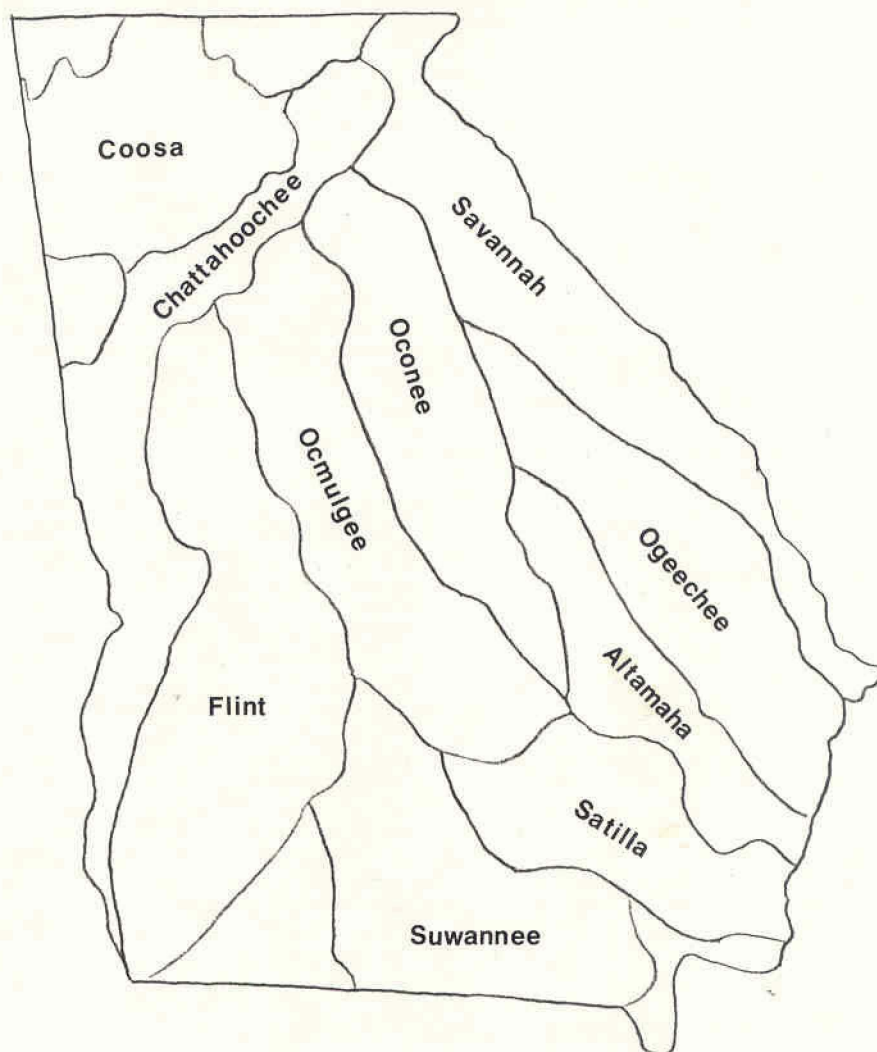 Coosa
Chattahoochee
Savannah
Oconee
Ocmulgee
Ogeechee
Altamaha
Flint
Satilla
Suwannee